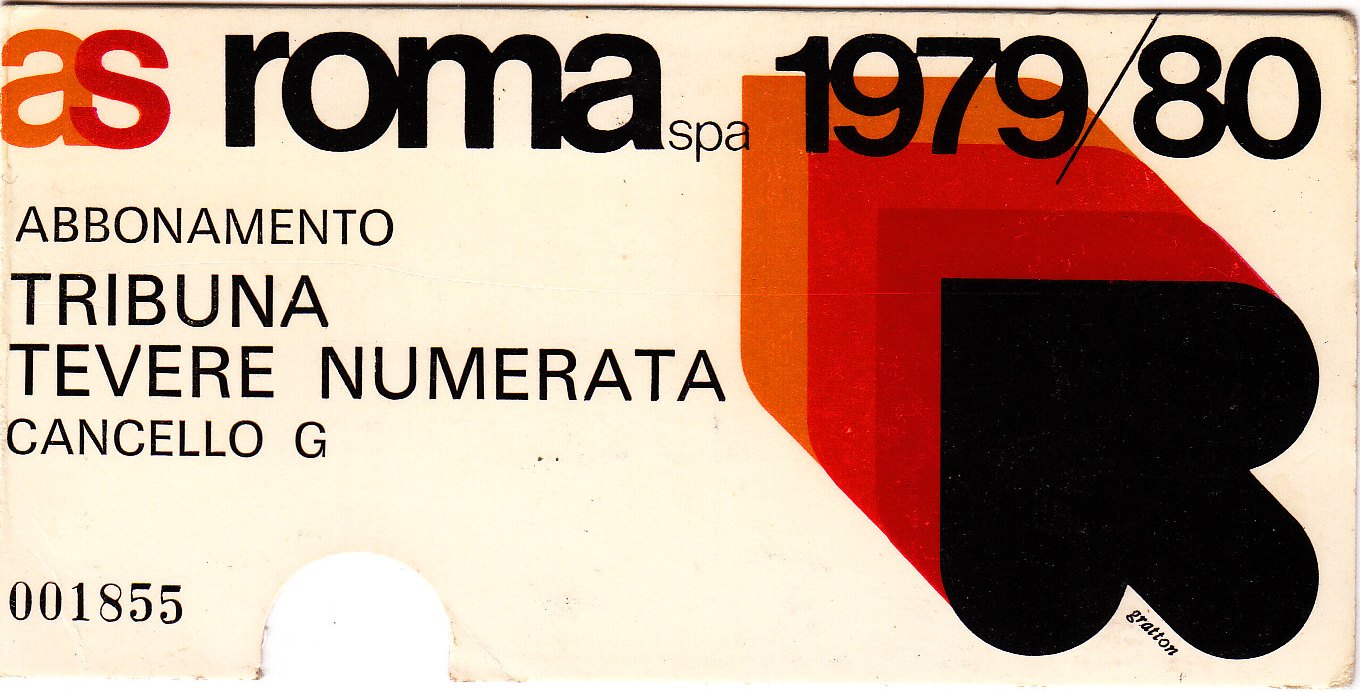 as roma spa 1979/80
ABBONAMENTO
TRIBUNA
TEVERE NUMERATA
CANCELLO G
001855
gratton